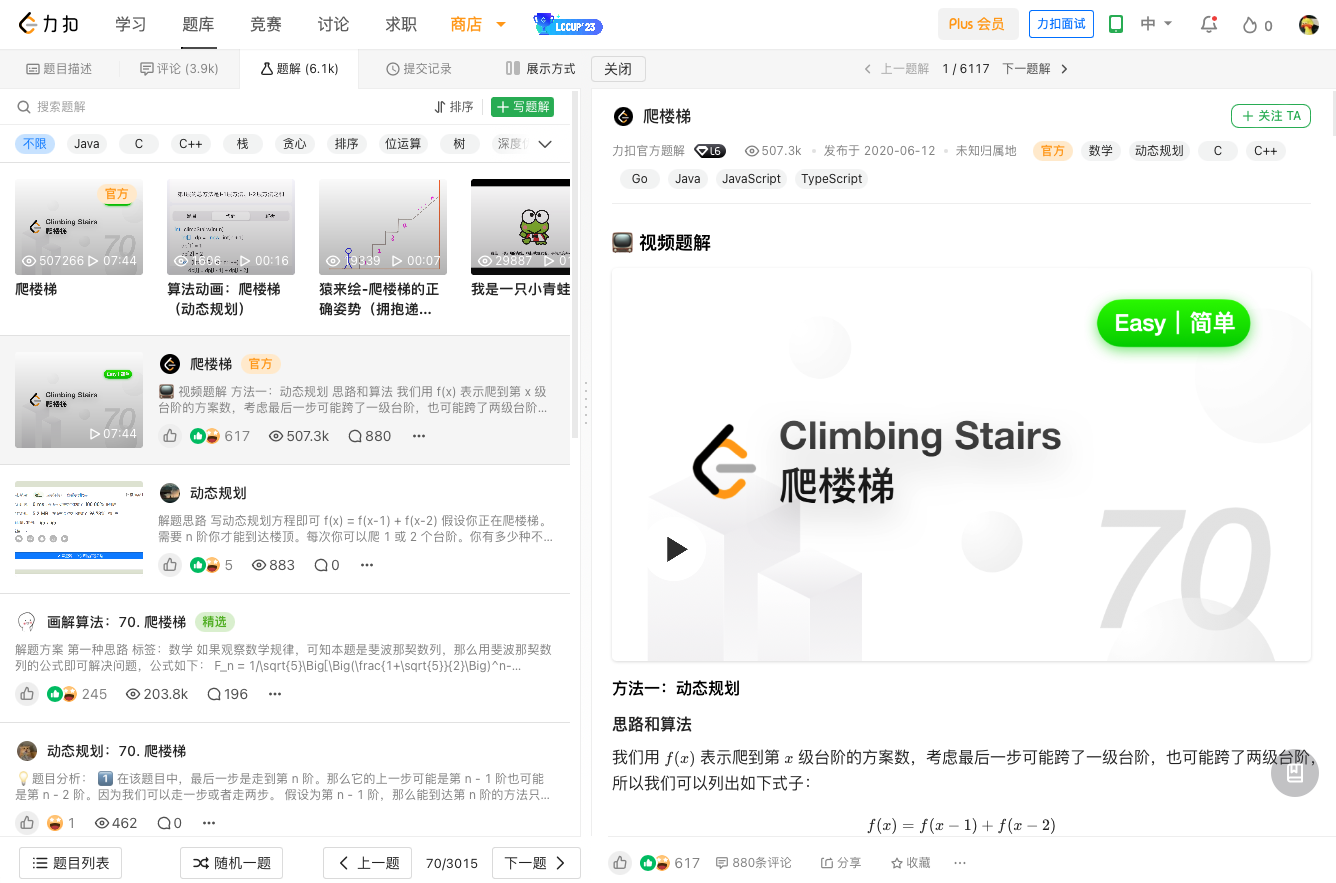 力扣 学习 题库 竞赛 讨论 求职 商店 LCCUP'23 Plus 会员 力扣面试 中 0
题目描述 评论 (3.9k) 题解 (6.1k) 提交记录 展示方式 关闭 上一题解 1 / 6117 下一题解
搜索题解 排序 写题解
不限 Java C C++ 栈 贪心 排序 位运算 树
官方
Climbing Stairs
爬楼梯
70
507266 07:44
爬楼梯
00:16
算法动画：爬楼梯
（动态规划）
00:07
猿来绘-爬楼梯的正
确姿势（拥抱递...
29887
我是一只小青蛙
Easy | 简单
Climbing Stairs
爬楼梯
70
07:44
爬楼梯 官方
视频题解 方法一：动态规划 思路和算法 我们用 f(x) 表示爬到第 x 级
台阶的方案数，考虑最后一步可能跨了一级台阶，也可能跨了两级台阶...
617 507.3k 880
动态规划
解题思路 写动态规划方程即可 f(x) = f(x-1) + f(x-2) 假设你正在爬楼梯。
需要 n 阶你才能到达楼顶。每次你可以爬 1 或 2 个台阶。你有多少种不...
5 883 0
画解算法：70. 爬楼梯 精选
解题方案 第一种思路 标签：数学 如果观察数学规律，可知本题是斐波那契数列，那么用斐波那契数
列的公式即可解决问题，公式如下： F_n = 1/\sqrt{5}\Big[\Big(\frac{1+\sqrt{5}}{2}\Big)^n-...
245 203.8k 196
动态规划：70. 爬楼梯
题目分析： 1 在该题目中，最后一步是走到第 n 阶。那么它的上一步可能是第 n - 1 阶也可能
是第 n - 2 阶。因为我们可以走一步或者走两步。 假设为第 n - 1 阶，那么能到达第 n 阶的方法只...
1 462 0
题目列表 随机一题 上一题 70/3015 下一题
爬楼梯 关注 TA
力扣官方题解 L6 507.3k 发布于 2020-06-12 未知归属地 官方 数学 动态规划 C C++
Go Java JavaScript TypeScript
视频题解
Easy | 简单
Climbing Stairs
爬楼梯
70
方法一：动态规划
思路和算法
我们用 f(x) 表示爬到第 x 级台阶的方案数，考虑最后一步可能跨了一级台阶，也可能跨了两级台阶，
所以我们可以列出如下式子：
f(x) = f(x − 1) + f(x − 2)
617 880条评论 分享 收藏